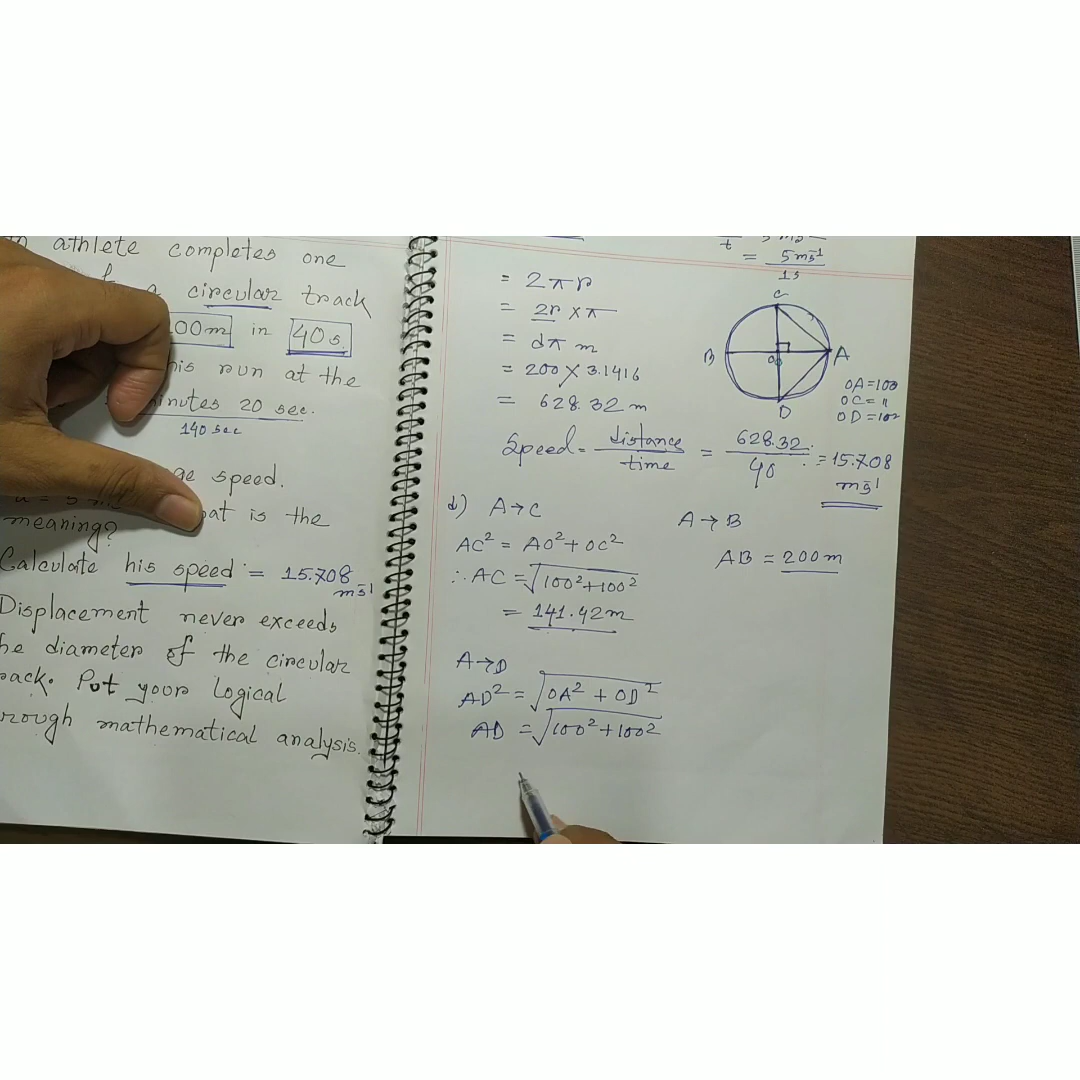 athlete completes one
a circular track
00m in 40s.
his run at the
minutes 20 sec.
140 sec
ge speed.
at is the
meaning?
Calculate his speed = 15.708
ms⁻¹
Displacement never exceeds
he diameter of the circular
rack. Put your logical
rough mathematical analysis.
t
= 5ms⁻¹
1s
= 2πr
= 2r × π
= dπ m
= 200 × 3.1416
= 628.32 m
C
B
A
D
OA = 100
OC = "
OD = 100
Speed = distance/time = 628.32/40 = 15.708
ms⁻¹
d) A→C
AC² = AO² + OC²
∴ AC = √100² + 100²
= 141.42m
A→B
AB = 200m
A→D
AD² = √OA² + OD²
AD = √100² + 100²